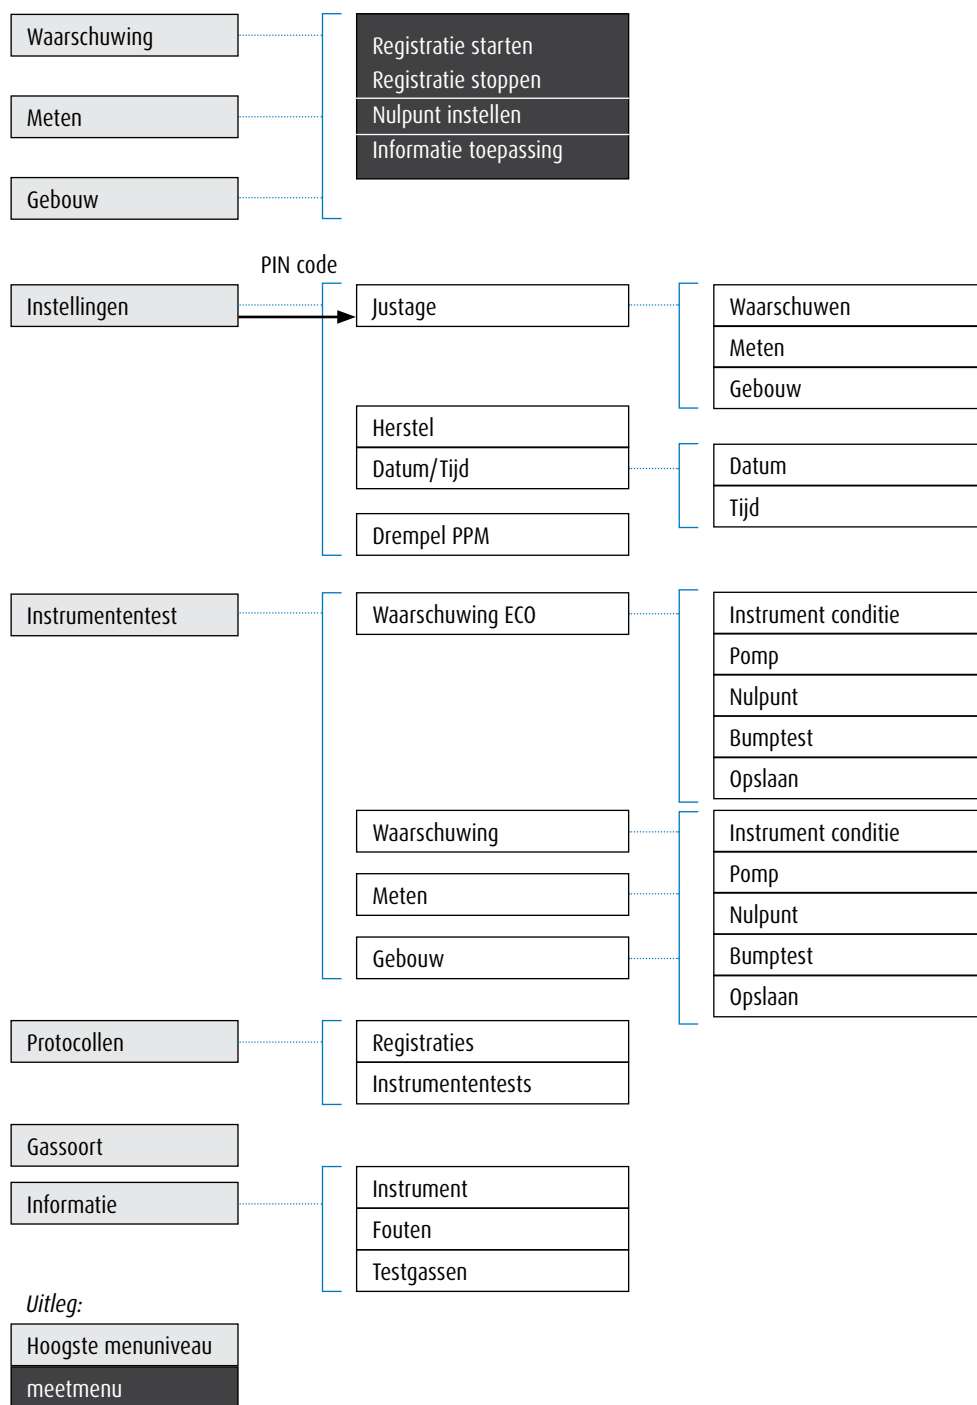 Waarschuwing
Meten
Gebouw
Registratie starten
Registratie stoppen
Nulpunt instellen
Informatie toepassing
PIN code
Instellingen
Justage
Waarschuwen
Meten
Gebouw
Herstel
Datum/Tijd
Datum
Tijd
Drempel PPM
Instrumententest
Waarschuwing ECO
Instrument conditie
Pomp
Nulpunt
Bumptest
Opslaan
Waarschuwing
Meten
Gebouw
Instrument conditie
Pomp
Nulpunt
Bumptest
Opslaan
Protocollen
Registraties
Instrumententests
Gassoort
Informatie
Instrument
Fouten
Testgassen
Uitleg:
Hoogste menuniveau
meetmenu